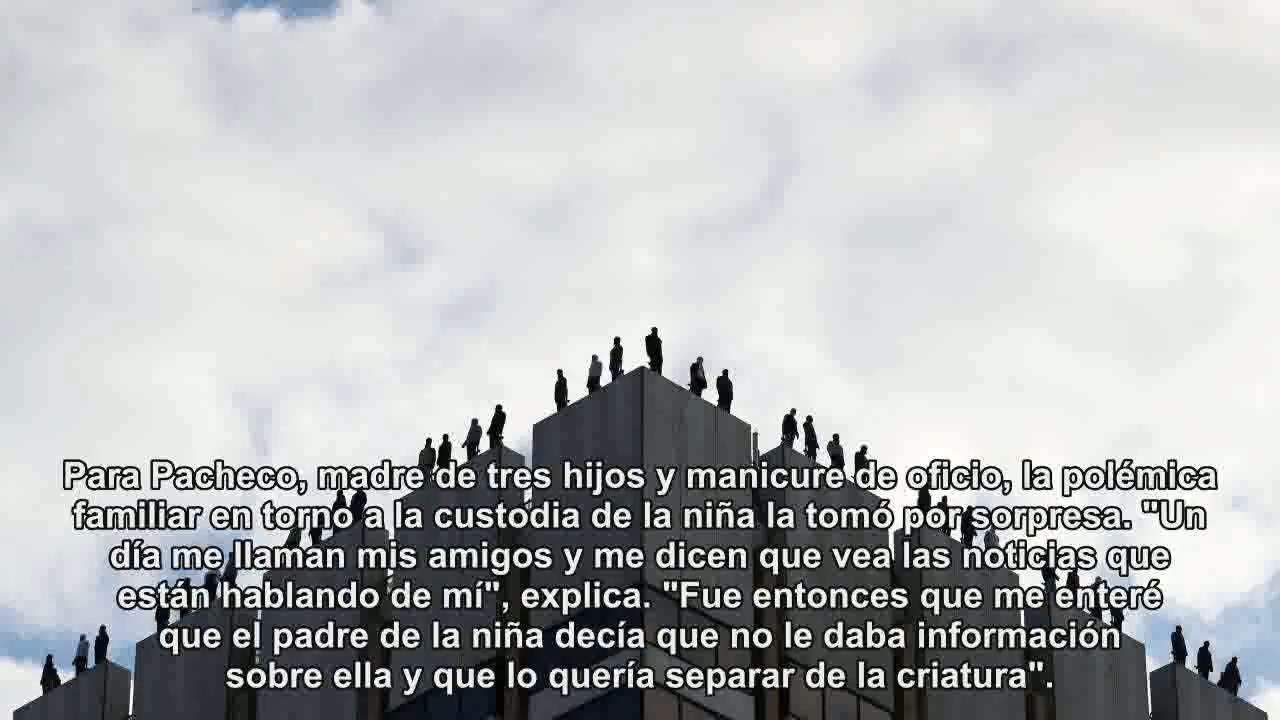 Para Pacheco, madre de tres hijos y manicure de oficio, la polémica
familiar en torno a la custodia de la niña la tomó por sorpresa. "Un
día me llaman mis amigos y me dicen que vea las noticias que
están hablando de mí", explica. "Fue entonces que me enteré
que el padre de la niña decía que no le daba información
sobre ella y que lo quería separar de la criatura".